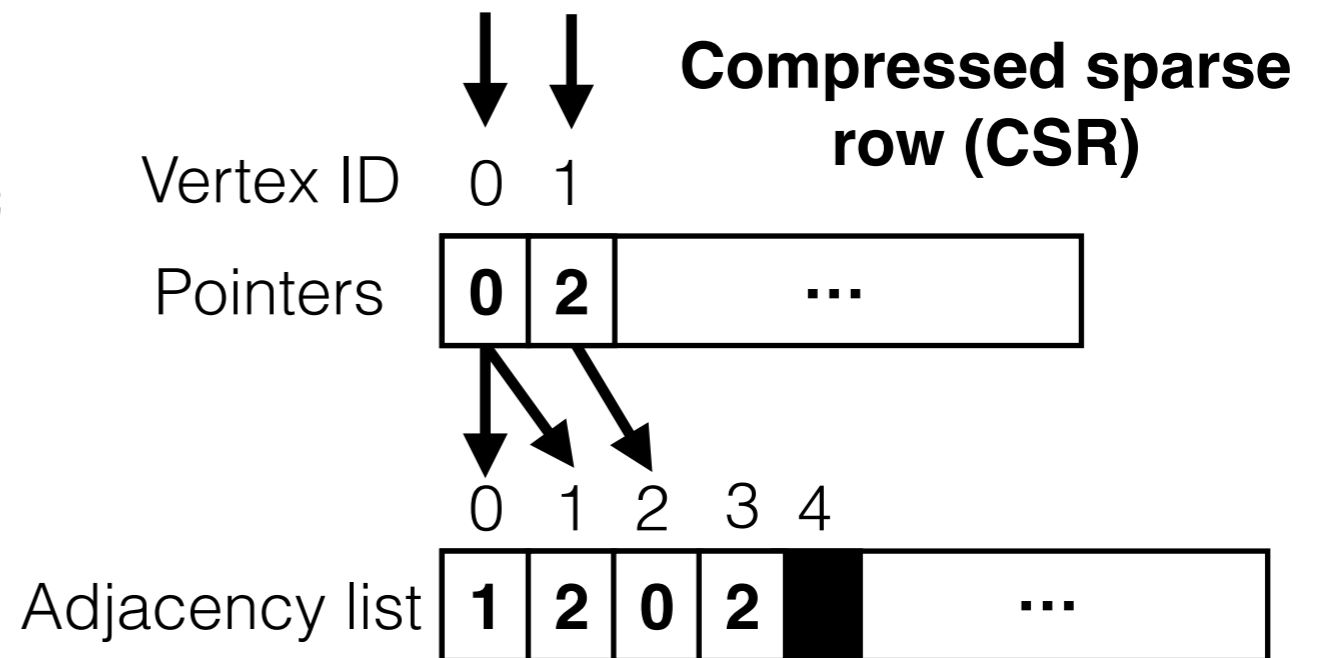 Compressed sparse
row (CSR)
Vertex ID 0 1
Pointers 0 2 ...
0 1 2 3 4
Adjacency list 1 2 0 2 ...